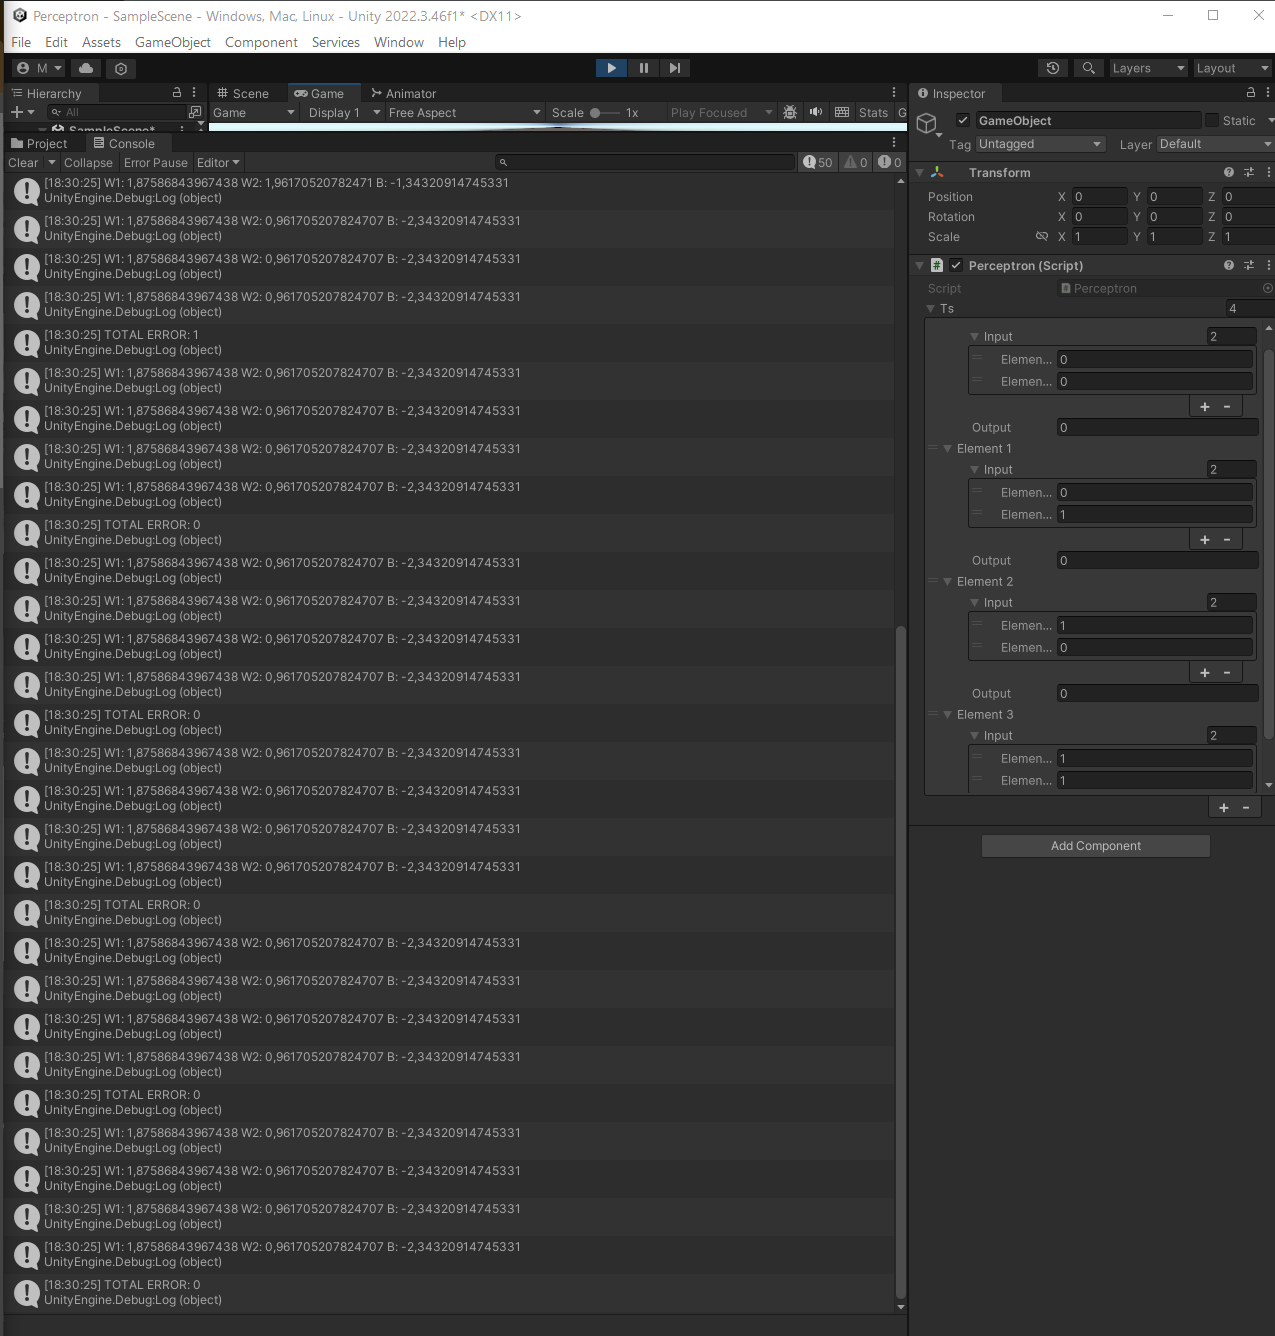 Perceptron - SampleScene - Windows, Mac, Linux - Unity 2022.3.46f1* <DX11>
File Edit Assets GameObject Component Services Window Help
M Layers Layout
Hierarchy
All
SampleScene*
Scene Game Animator
Game Display 1 Free Aspect Scale 1x Play Focused Stats G
Project Console
Clear Collapse Error Pause Editor 50 0 0
[18:30:25] W1: 1,87586843967438 W2: 1,96170520782471 B: -1,34320914745331
UnityEngine.Debug:Log (object)
[18:30:25] W1: 1,87586843967438 W2: 0,961705207824707 B: -2,34320914745331
UnityEngine.Debug:Log (object)
[18:30:25] W1: 1,87586843967438 W2: 0,961705207824707 B: -2,34320914745331
UnityEngine.Debug:Log (object)
[18:30:25] W1: 1,87586843967438 W2: 0,961705207824707 B: -2,34320914745331
UnityEngine.Debug:Log (object)
[18:30:25] TOTAL ERROR: 1
UnityEngine.Debug:Log (object)
[18:30:25] W1: 1,87586843967438 W2: 0,961705207824707 B: -2,34320914745331
UnityEngine.Debug:Log (object)
[18:30:25] W1: 1,87586843967438 W2: 0,961705207824707 B: -2,34320914745331
UnityEngine.Debug:Log (object)
[18:30:25] W1: 1,87586843967438 W2: 0,961705207824707 B: -2,34320914745331
UnityEngine.Debug:Log (object)
[18:30:25] W1: 1,87586843967438 W2: 0,961705207824707 B: -2,34320914745331
UnityEngine.Debug:Log (object)
[18:30:25] TOTAL ERROR: 0
UnityEngine.Debug:Log (object)
[18:30:25] W1: 1,87586843967438 W2: 0,961705207824707 B: -2,34320914745331
UnityEngine.Debug:Log (object)
[18:30:25] W1: 1,87586843967438 W2: 0,961705207824707 B: -2,34320914745331
UnityEngine.Debug:Log (object)
[18:30:25] W1: 1,87586843967438 W2: 0,961705207824707 B: -2,34320914745331
UnityEngine.Debug:Log (object)
[18:30:25] W1: 1,87586843967438 W2: 0,961705207824707 B: -2,34320914745331
UnityEngine.Debug:Log (object)
[18:30:25] TOTAL ERROR: 0
UnityEngine.Debug:Log (object)
[18:30:25] W1: 1,87586843967438 W2: 0,961705207824707 B: -2,34320914745331
UnityEngine.Debug:Log (object)
[18:30:25] W1: 1,87586843967438 W2: 0,961705207824707 B: -2,34320914745331
UnityEngine.Debug:Log (object)
[18:30:25] W1: 1,87586843967438 W2: 0,961705207824707 B: -2,34320914745331
UnityEngine.Debug:Log (object)
[18:30:25] W1: 1,87586843967438 W2: 0,961705207824707 B: -2,34320914745331
UnityEngine.Debug:Log (object)
[18:30:25] TOTAL ERROR: 0
UnityEngine.Debug:Log (object)
[18:30:25] W1: 1,87586843967438 W2: 0,961705207824707 B: -2,34320914745331
UnityEngine.Debug:Log (object)
[18:30:25] W1: 1,87586843967438 W2: 0,961705207824707 B: -2,34320914745331
UnityEngine.Debug:Log (object)
[18:30:25] W1: 1,87586843967438 W2: 0,961705207824707 B: -2,34320914745331
UnityEngine.Debug:Log (object)
[18:30:25] W1: 1,87586843967438 W2: 0,961705207824707 B: -2,34320914745331
UnityEngine.Debug:Log (object)
[18:30:25] TOTAL ERROR: 0
UnityEngine.Debug:Log (object)
[18:30:25] W1: 1,87586843967438 W2: 0,961705207824707 B: -2,34320914745331
UnityEngine.Debug:Log (object)
[18:30:25] W1: 1,87586843967438 W2: 0,961705207824707 B: -2,34320914745331
UnityEngine.Debug:Log (object)
[18:30:25] W1: 1,87586843967438 W2: 0,961705207824707 B: -2,34320914745331
UnityEngine.Debug:Log (object)
[18:30:25] W1: 1,87586843967438 W2: 0,961705207824707 B: -2,34320914745331
UnityEngine.Debug:Log (object)
[18:30:25] TOTAL ERROR: 0
UnityEngine.Debug:Log (object)
Inspector
GameObject Static
Tag Untagged Layer Default
Transform
Position X 0 Y 0 Z 0
Rotation X 0 Y 0 Z 0
Scale X 1 Y 1 Z 1
Perceptron (Script)
Script Perceptron
Ts 4
Input 2
Elemen... 0
Elemen... 0
+ -
Output 0
Element 1
Input 2
Elemen... 0
Elemen... 1
+ -
Output 0
Element 2
Input 2
Elemen... 1
Elemen... 0
+ -
Output 0
Element 3
Input 2
Elemen... 1
Elemen... 1
+ -
Add Component